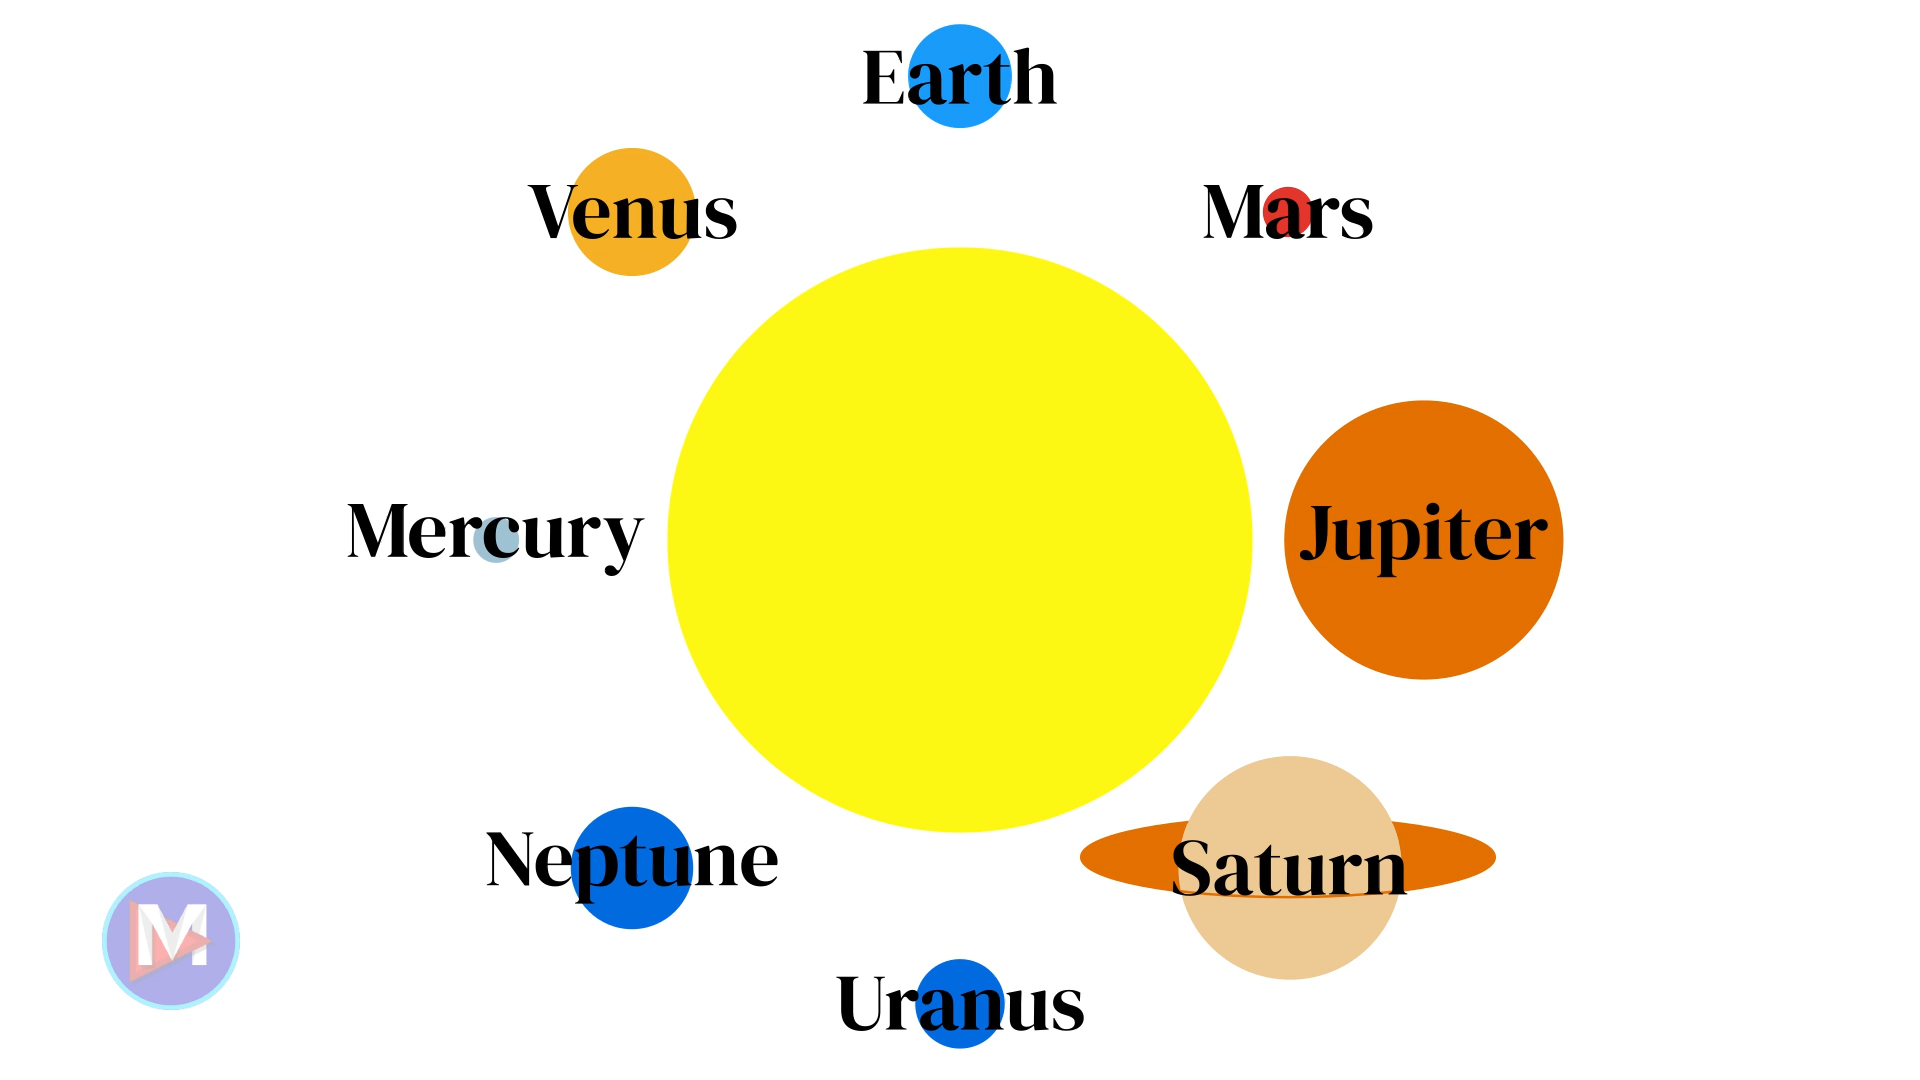 Earth
Venus
Mars
Mercury
Jupiter
Neptune
Saturn
Uranus
M